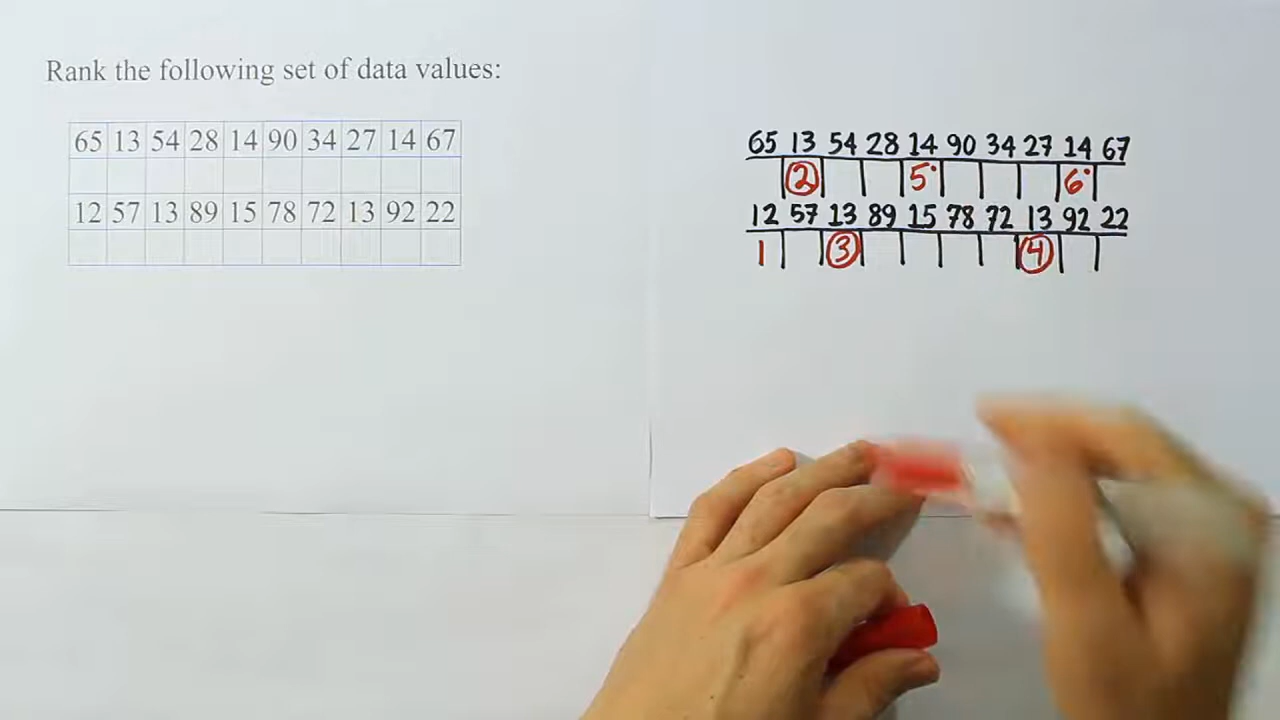 Rank the following set of data values:
65 13 54 28 14 90 34 27 14 67
12 57 13 89 15 78 72 13 92 22
65 13 54 28 14 90 34 27 14 67
2 5 6
12 57 13 89 15 78 72 13 92 22
1 3 4